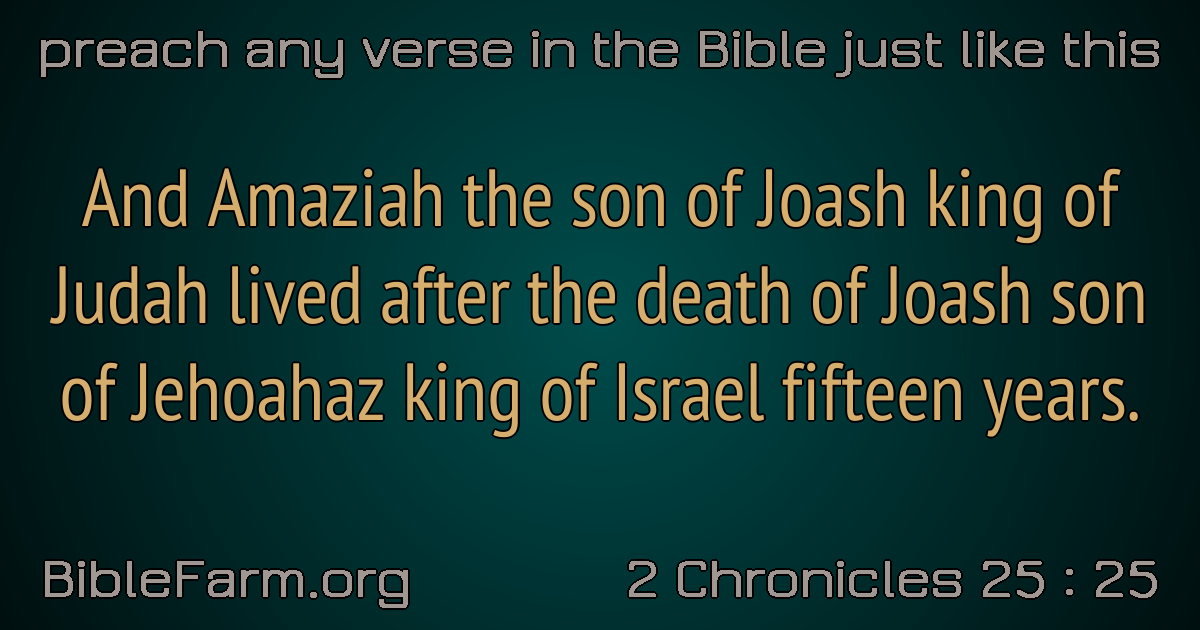 preach any verse in the Bible just like this
And Amaziah the son of Joash king of
Judah lived after the death of Joash son
of Jehoahaz king of Israel fifteen years.
BibleFarm.org
2 Chronicles 25 : 25